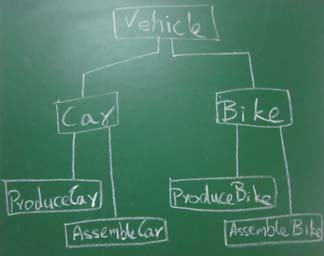 Vehicle
Car
Bike
ProduceCar
ProduceBike
AssembleCar
AssembleBike